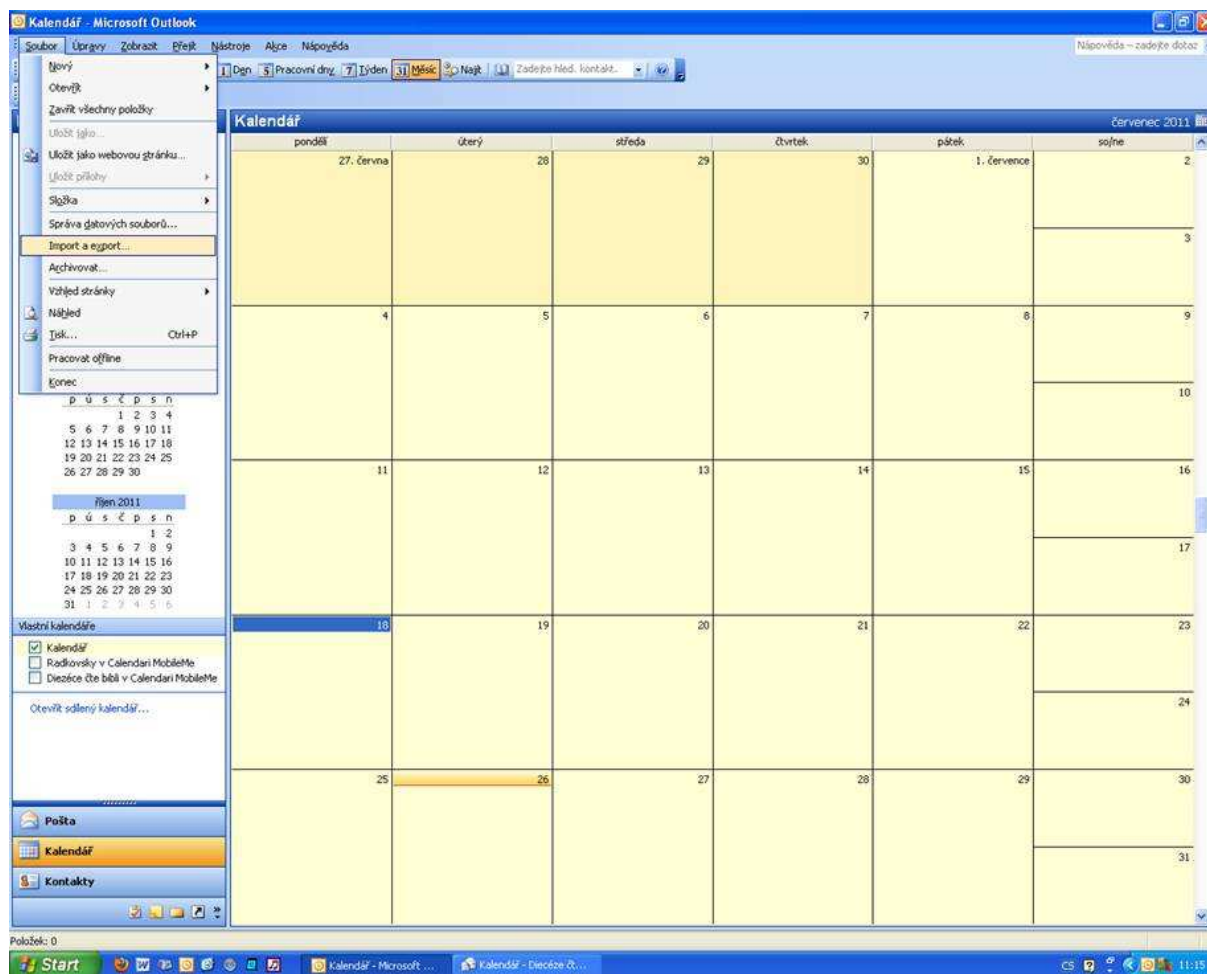 Kalendář - Microsoft Outlook
Soubor Úpravy Zobrazit Přejít Nástroje Akce Nápověda Nápověda – zadejte dotaz
1 Den 5 Pracovní dny 7 Týden 31 Měsíc Najít Zadejte hled. kontakt.
Nový
Otevřít
Zavřít všechny položky
Uložit jako...
Uložit jako webovou stránku...
Uložit přílohy
Složka
Správa datových souborů...
Import a export...
Archivovat...
Vzhled stránky
Náhled
Tisk... Ctrl+P
Pracovat offline
Konec
p ú s č p s n
1 2 3 4
5 6 7 8 9 10 11
12 13 14 15 16 17 18
19 20 21 22 23 24 25
26 27 28 29 30
říjen 2011
p ú s č p s n
1 2
3 4 5 6 7 8 9
10 11 12 13 14 15 16
17 18 19 20 21 22 23
24 25 26 27 28 29 30
31 1 2 3 4 5 6
Vlastní kalendáře
Kalendář
Radkovsky v Calendari MobileMe
Diezéce čte bibli v Calendari MobileMe
Otevřít sdílený kalendář...
Pošta
Kalendář
Kontakty
Kalendář červenec 2011
pondělí úterý středa čtvrtek pátek so/ne
27. června 28 29 30 1. července 2
3
4 5 6 7 8 9
10
11 12 13 14 15 16
17
18 19 20 21 22 23
24
25 26 27 28 29 30
31
Položek: 0
Start Kalendář - Microsoft ... Kalendář - Diecéze čt... CS 11:15